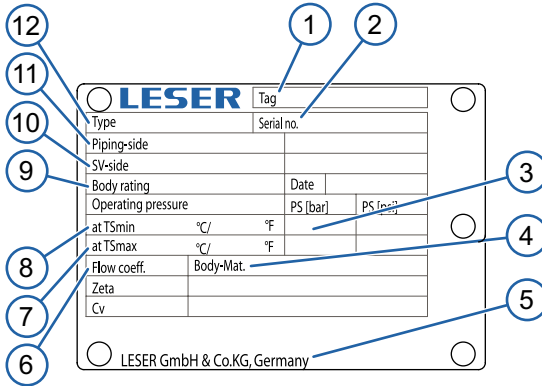 12 1 2
11
LESER Tag
Type Serial no.
10
Piping-side
SV-side
9
Body rating Date
3
Operating pressure PS [bar] PS [psi]
at TSmin °C/ °F
4
8
at TSmax °C/ °F
Flow coeff. Body-Mat.
7
Zeta
5
Cv
6
LESER GmbH & Co.KG, Germany